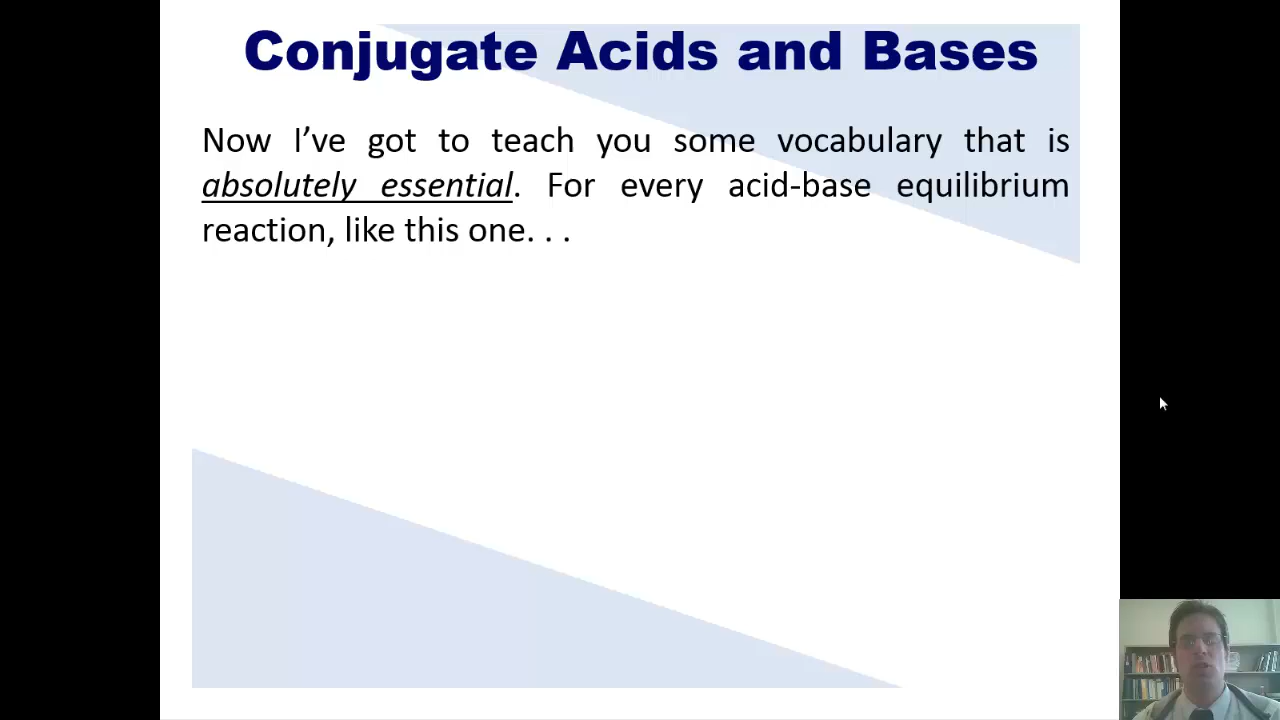 Conjugate Acids and Bases
Now I’ve got to teach you some vocabulary that is
absolutely essential. For every acid-base equilibrium
reaction, like this one. . .